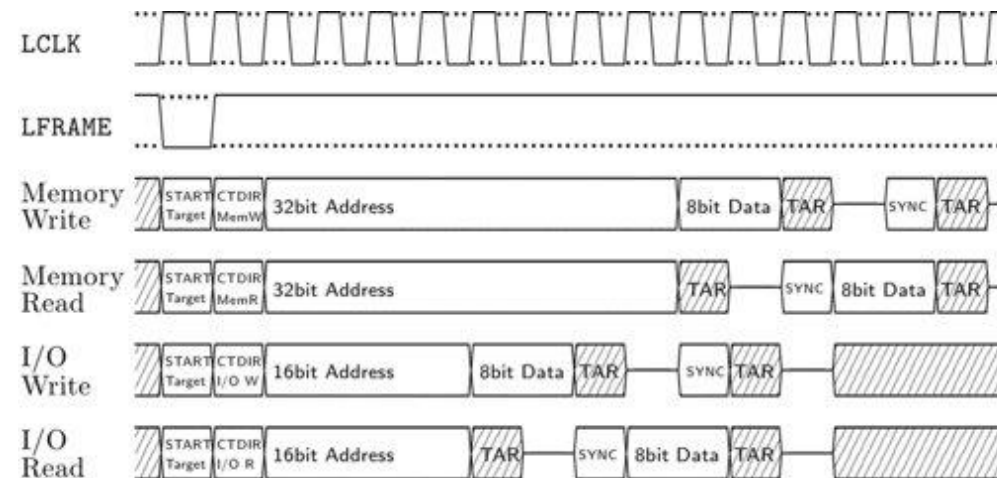 LCLK
LFRAME
Memory Write START Target CTDIR MemW 32bit Address 8bit Data TAR SYNC TAR
Memory Read START Target CTDIR MemR 32bit Address TAR SYNC 8bit Data TAR
I/O Write START Target CTDIR I/O W 16bit Address 8bit Data TAR SYNC TAR
I/O Read START Target CTDIR I/O R 16bit Address TAR SYNC 8bit Data TAR